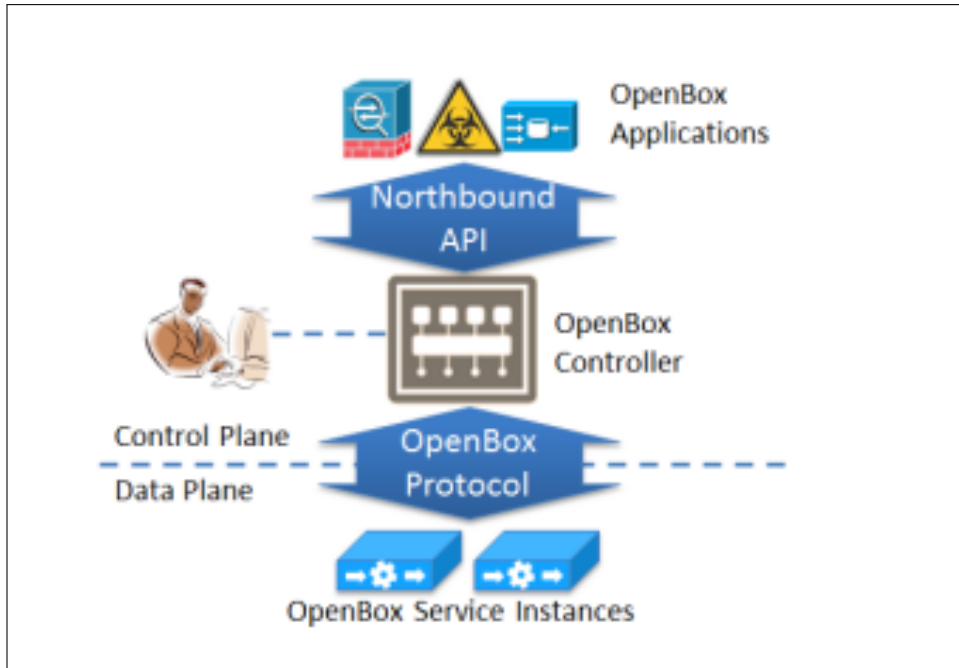 OpenBox
Applications
Northbound
API
OpenBox
Controller
Control Plane
OpenBox
Protocol
Data Plane
OpenBox Service Instances